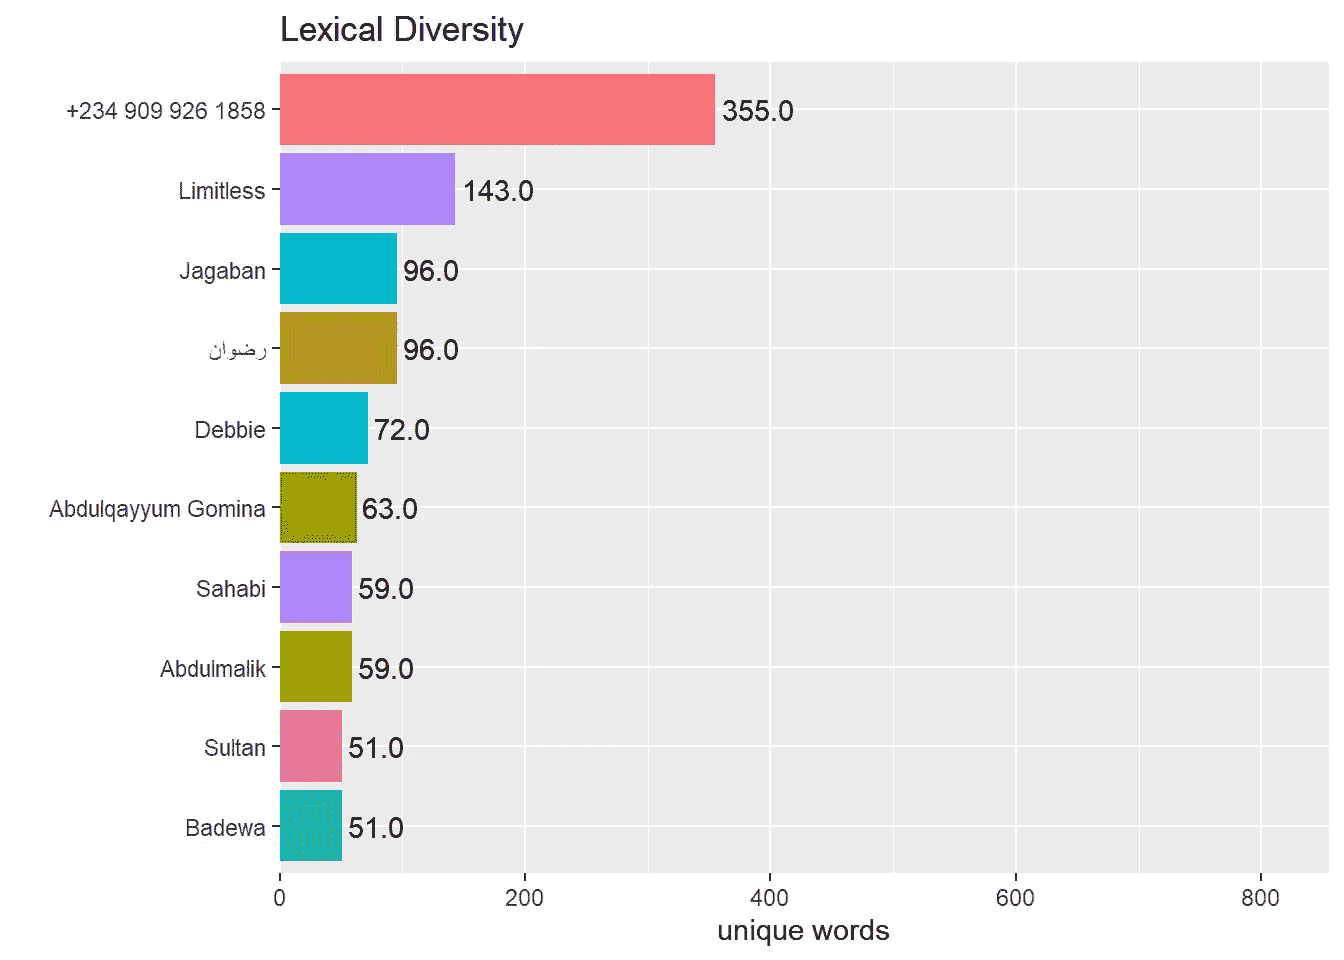 Lexical Diversity
+234 909 926 1858 355.0
Limitless 143.0
Jagaban 96.0
رضوان 96.0
Debbie 72.0
Abdulqayyum Gomina 63.0
Sahabi 59.0
Abdulmalik 59.0
Sultan 51.0
Badewa 51.0
0 200 400 600 800
unique words